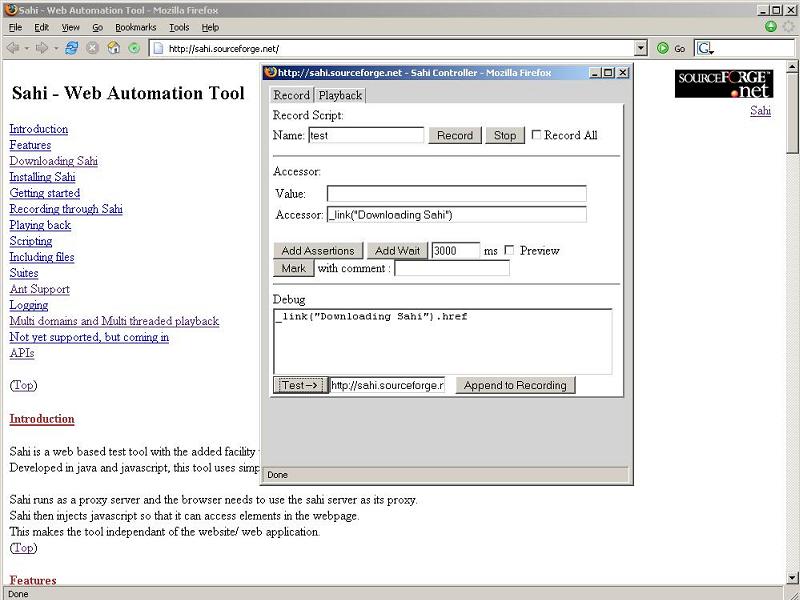 Sahi - Web Automation Tool - Mozilla Firefox
File Edit View Go Bookmarks Tools Help
http://sahi.sourceforge.net/ Go G
Sahi - Web Automation Tool
SOURCEFORGE™
.net
Sahi
Introduction
Features
Downloading Sahi
Installing Sahi
Getting started
Recording through Sahi
Playing back
Scripting
Including files
Suites
Ant Support
Logging
Multi domains and Multi threaded playback
Not yet supported, but coming in
APIs
(Top)
Introduction
Sahi is a web based test tool with the added facility
Developed in java and javascript, this tool uses simp
Sahi runs as a proxy server and the browser needs to use the sahi server as its proxy.
Sahi then injects javascript so that it can access elements in the webpage.
This makes the tool independant of the website/ web application.
(Top)
Features
Done
http://sahi.sourceforge.net - Sahi Controller - Mozilla Firefox
Record Playback
Record Script:
Name: test Record Stop Record All
Accessor:
Value:
Accessor: _link("Downloading Sahi")
Add Assertions Add Wait 3000 ms Preview
Mark with comment :
Debug
_link("Downloading Sahi").href
Test--> http://sahi.sourceforge.r Append to Recording
Done